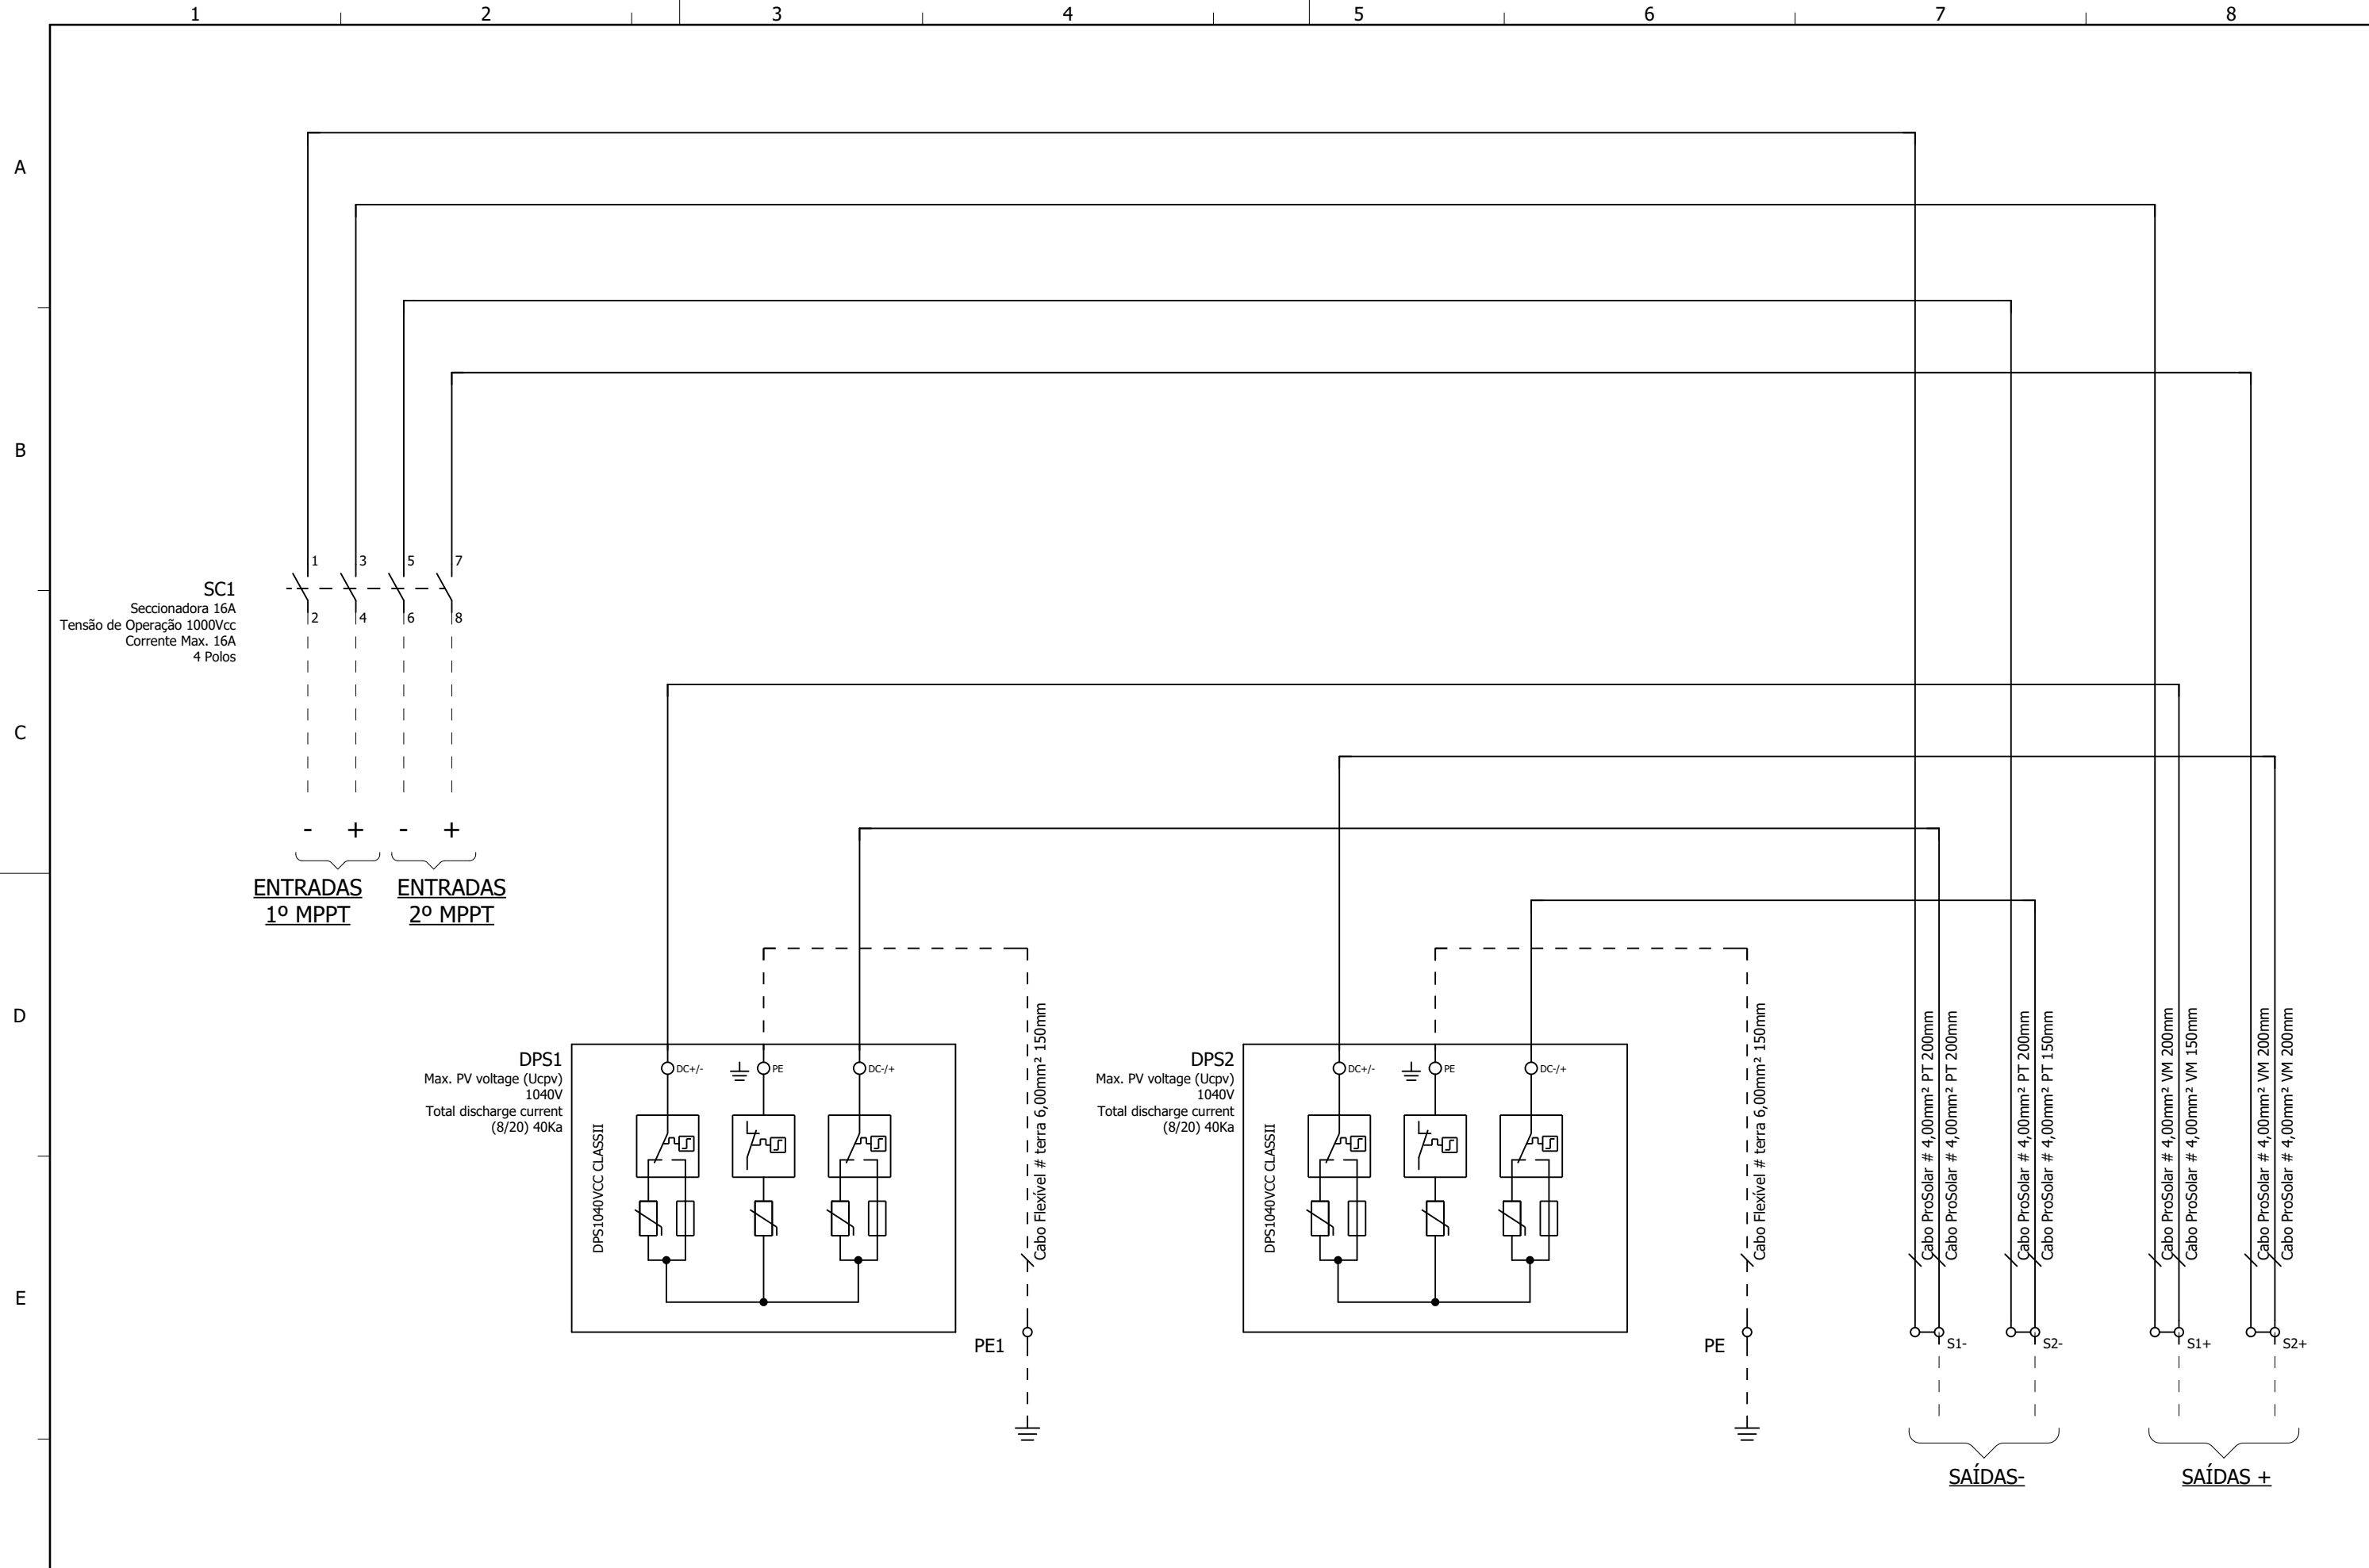 1 2 3 4 5 6 7 8
A
B
C
D
E
1 3 5 7
SC1
Seccionadora 16A
Tensão de Operação 1000Vcc
Corrente Max. 16A
4 Polos
2 4 6 8
- + - +
ENTRADAS
1º MPPT
ENTRADAS
2º MPPT
DPS1
Max. PV voltage (Ucpv)
1040V
Total discharge current
(8/20) 40Ka
DPS1040VCC CLASSII
DC+/- PE DC-/+
Cabo Flexível # terra 6,00mm² 150mm
PE1
DPS2
Max. PV voltage (Ucpv)
1040V
Total discharge current
(8/20) 40Ka
DPS1040VCC CLASSII
DC+/- PE DC-/+
Cabo Flexível # terra 6,00mm² 150mm
PE
Cabo ProSolar # 4,00mm² PT 200mm
Cabo ProSolar # 4,00mm² PT 200mm
Cabo ProSolar # 4,00mm² PT 200mm
Cabo ProSolar # 4,00mm² PT 150mm
Cabo ProSolar # 4,00mm² VM 200mm
Cabo ProSolar # 4,00mm² VM 150mm
Cabo ProSolar # 4,00mm² VM 200mm
Cabo ProSolar # 4,00mm² VM 200mm
S1- S2- S1+ S2+
SAÍDAS-
SAÍDAS +